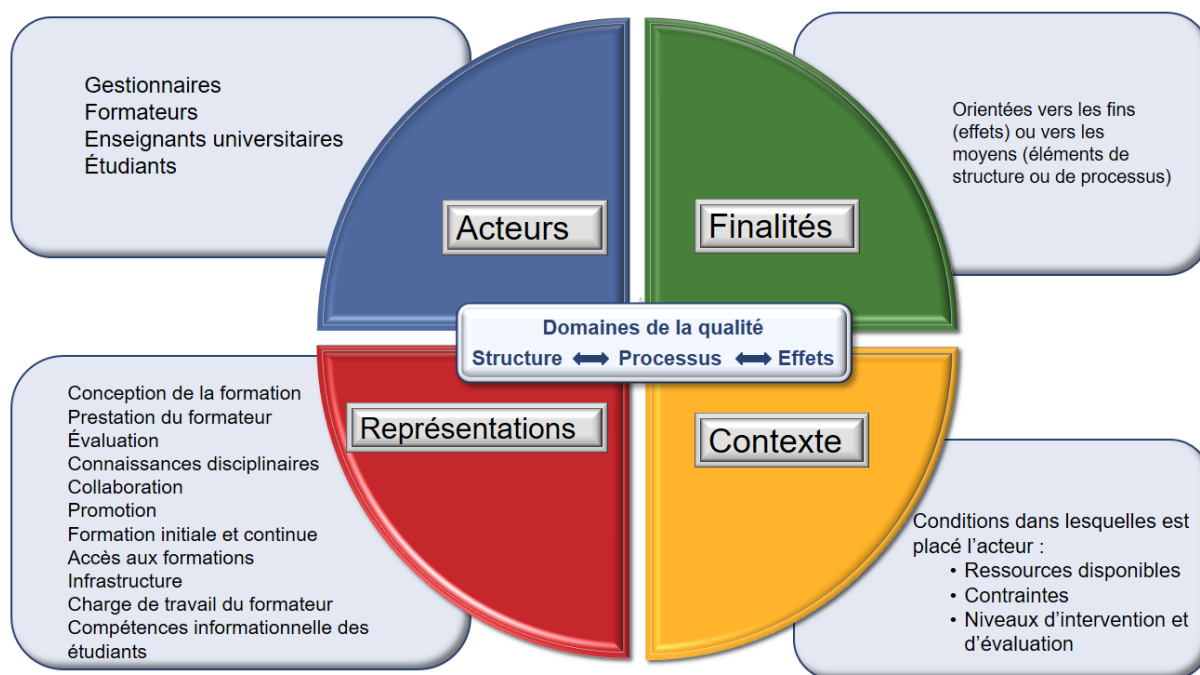 Gestionnaires
Formateurs
Enseignants universitaires
Étudiants
Acteurs
Finalités
Orientées vers les fins
(effets) ou vers les
moyens (éléments de
structure ou de processus)
Domaines de la qualité
Structure Processus Effets
Conception de la formation
Prestation du formateur
Évaluation
Connaissances disciplinaires
Collaboration
Promotion
Formation initiale et continue
Accès aux formations
Infrastructure
Charge de travail du formateur
Compétences informationnelle des
étudiants
Représentations
Contexte
Conditions dans lesquelles est
placé l’acteur :
• Ressources disponibles
• Contraintes
• Niveaux d’intervention et
d’évaluation